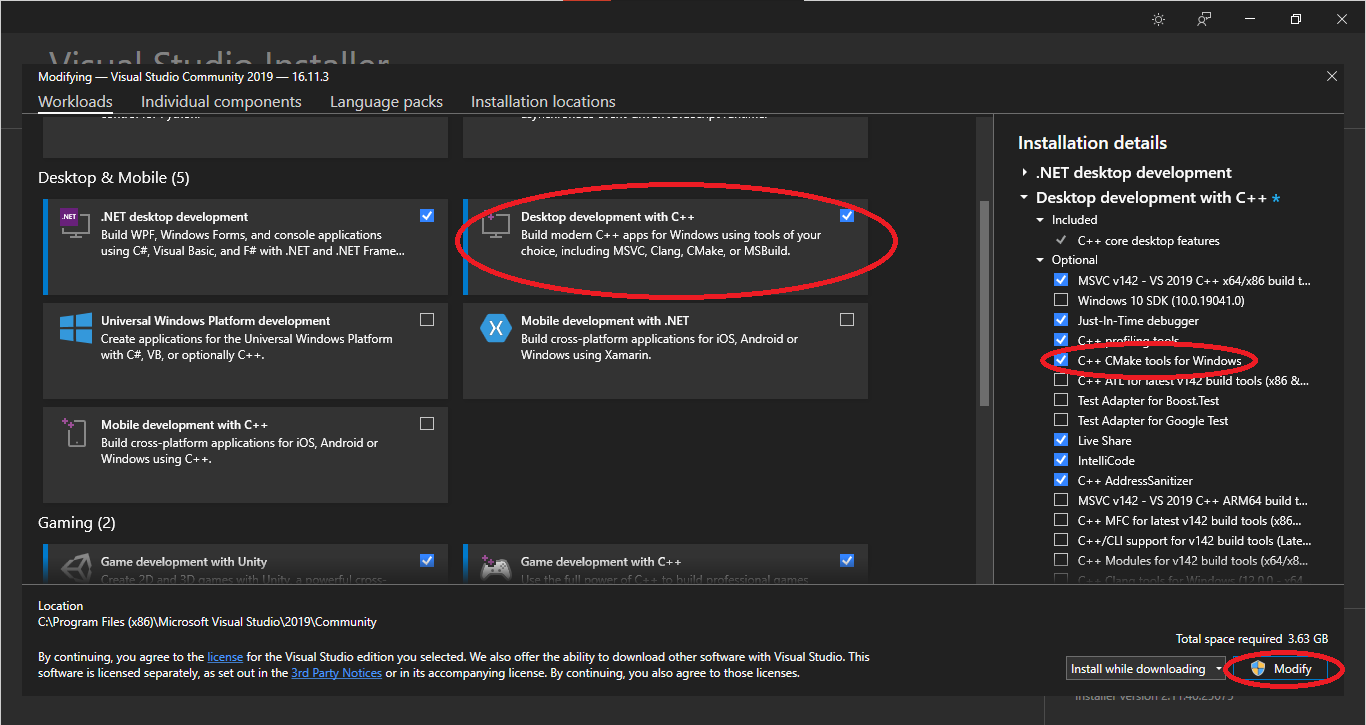 Visual Studio Installer
Modifying — Visual Studio Community 2019 — 16.11.3
Workloads Individual components Language packs Installation locations
Desktop & Mobile (5)
.NET
.NET desktop development
Build WPF, Windows Forms, and console applications
using C#, Visual Basic, and F# with .NET and .NET Frame...
Desktop development with C++
Build modern C++ apps for Windows using tools of your
choice, including MSVC, Clang, CMake, or MSBuild.
Universal Windows Platform development
Create applications for the Universal Windows Platform
with C#, VB, or optionally C++.
Mobile development with .NET
Build cross-platform applications for iOS, Android or
Windows using Xamarin.
Mobile development with C++
Build cross-platform applications for iOS, Android or
Windows using C++.
Gaming (2)
Game development with Unity
Create 2D and 3D games with Unity, a powerful cross-
Game development with C++
Use the full power of C++ to build professional games
Installation details
.NET desktop development
Desktop development with C++ *
Included
C++ core desktop features
Optional
MSVC v142 - VS 2019 C++ x64/x86 build t...
Windows 10 SDK (10.0.19041.0)
Just-In-Time debugger
C++ profiling tools
C++ CMake tools for Windows
C++ ATL for latest v142 build tools (x86 &...
Test Adapter for Boost.Test
Test Adapter for Google Test
Live Share
IntelliCode
C++ AddressSanitizer
MSVC v142 - VS 2019 C++ ARM64 build t...
C++ MFC for latest v142 build tools (x86...
C++/CLI support for v142 build tools (Late...
C++ Modules for v142 build tools (x64/x8...
C++ Clang tools for Windows (12.0.0 - x64
Location
C:\Program Files (x86)\Microsoft Visual Studio\2019\Community
By continuing, you agree to the license for the Visual Studio edition you selected. We also offer the ability to download other software with Visual Studio. This
software is licensed separately, as set out in the 3rd Party Notices or in its accompanying license. By continuing, you also agree to those licenses.
Total space required 3.63 GB
Install while downloading
Modify